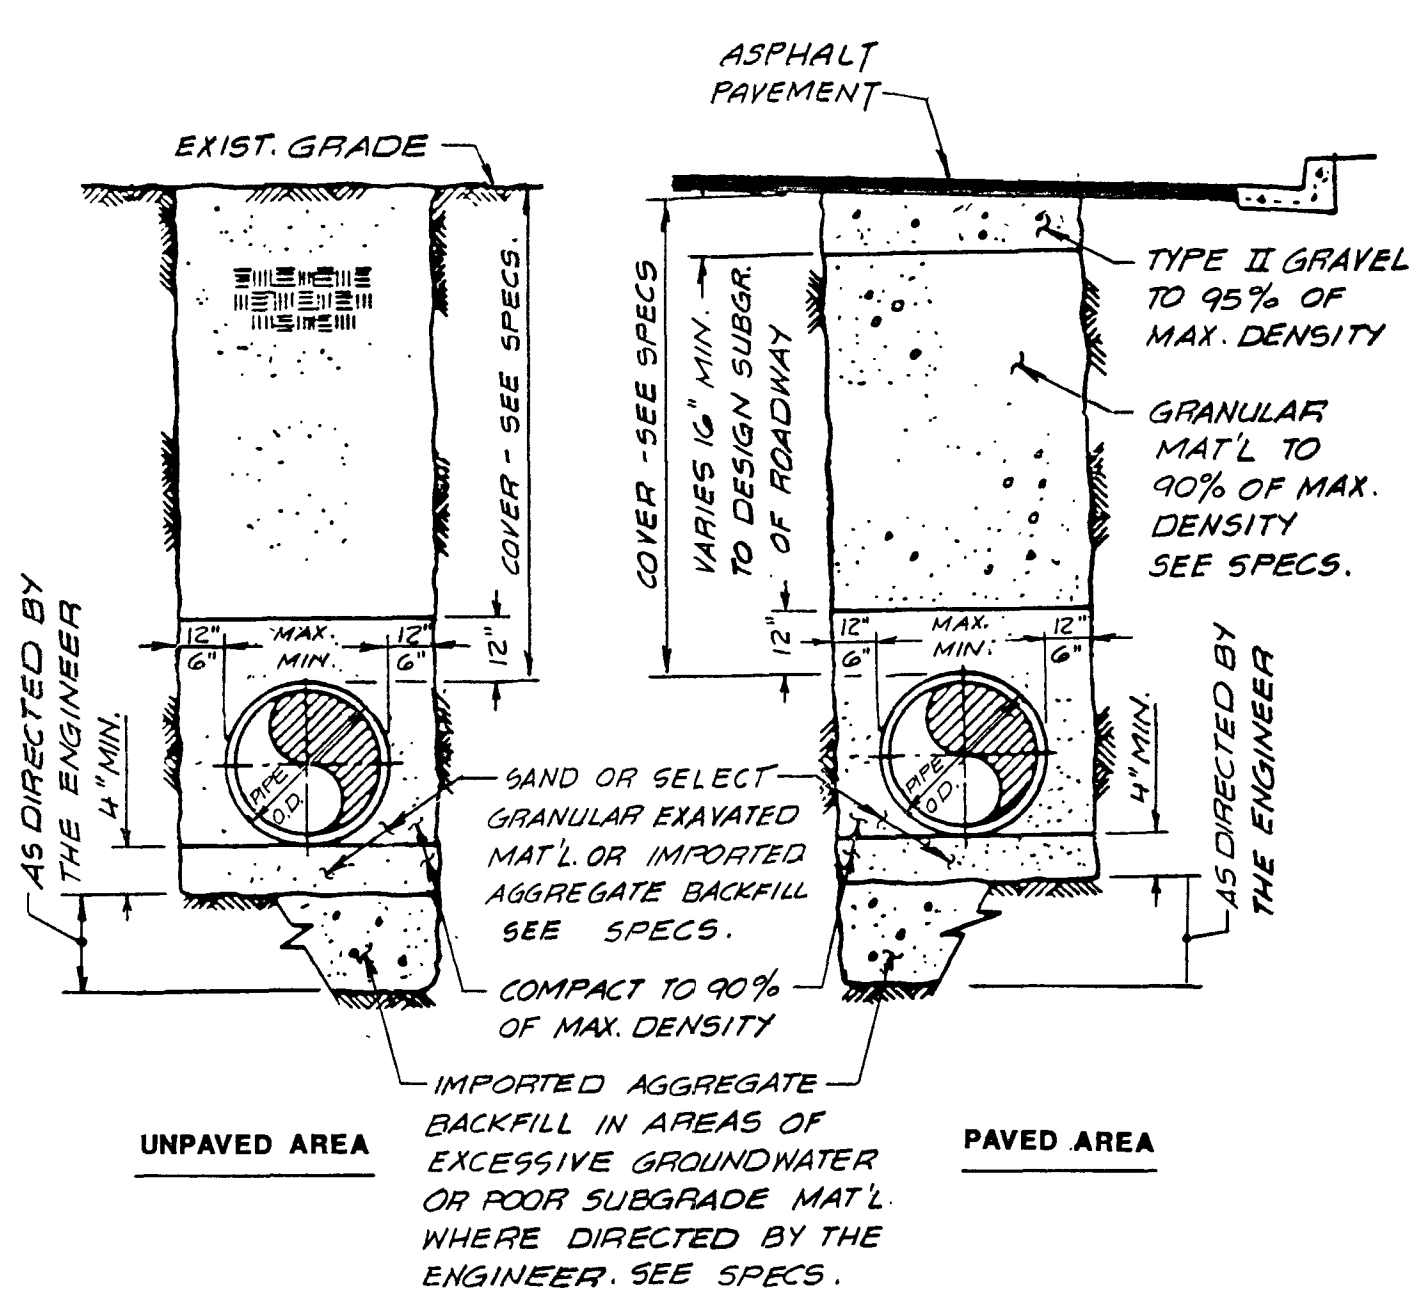 ASPHALT
PAVEMENT
EXIST. GRADE
COVER - SEE SPECS.
COVER - SEE SPECS
VARIES 16" MIN.
TO DESIGN SUBGR.
OF ROADWAY
TYPE II GRAVEL
TO 95% OF
MAX. DENSITY
GRANULAR
MAT'L TO
90% OF MAX.
DENSITY
SEE SPECS.
12" MAX. 12"
6" MIN. 6"
12"
12"
12" MAX. 12"
6" MIN. 6"
AS DIRECTED BY
THE ENGINEER
4" MIN.
PIPE
O.D.
SAND OR SELECT
GRANULAR EXAVATED
MAT'L. OR IMPORTED
AGGREGATE BACKFILL
SEE SPECS.
PIPE
O.D.
4" MIN.
AS DIRECTED BY
THE ENGINEER
COMPACT TO 90%
OF MAX. DENSITY
IMPORTED AGGREGATE
BACKFILL IN AREAS OF
EXCESSIVE GROUNDWATER
OR POOR SUBGRADE MAT'L.
WHERE DIRECTED BY THE
ENGINEER. SEE SPECS.
UNPAVED AREA
PAVED AREA